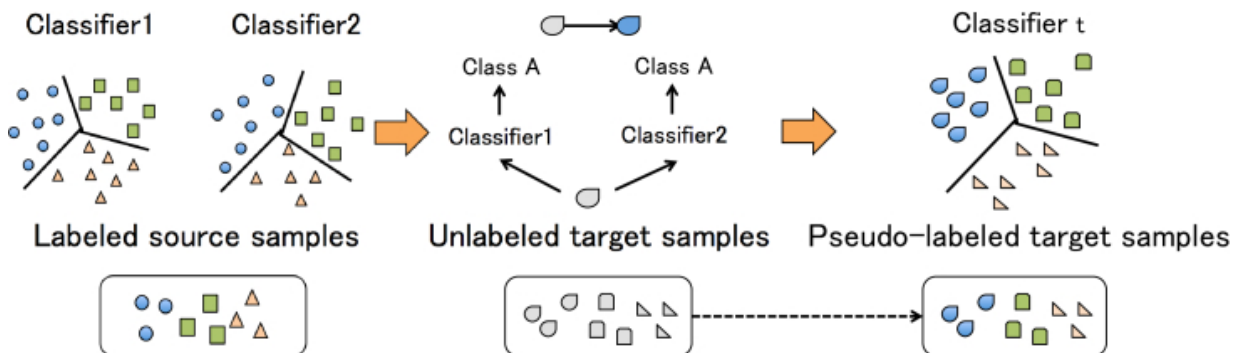 Classifier1
Classifier2
Class A
Class A
Classifier1
Classifier2
Classifier t
Labeled source samples
Unlabeled target samples
Pseudo-labeled target samples